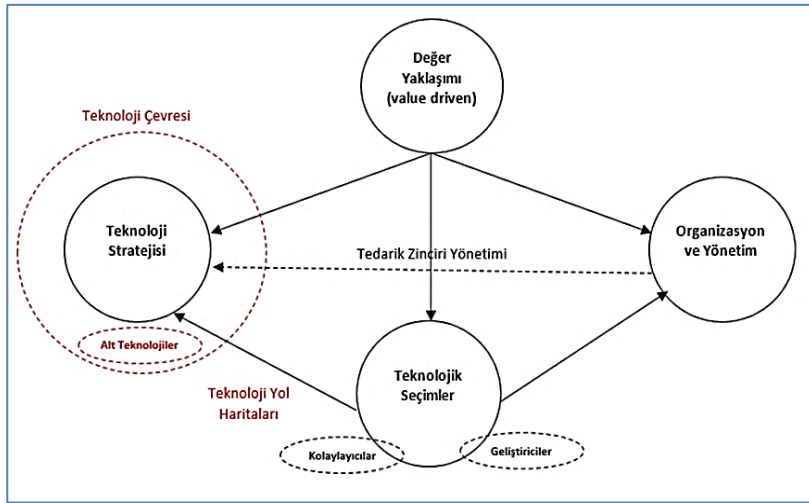 Değer
Yaklaşımı
(value driven)
Teknoloji Çevresi
Teknoloji
Stratejisi
Organizasyon
ve Yönetim
Tedarik Zinciri Yönetimi
Alt Teknolojiler
Teknolojik
Seçimler
Teknoloji Yol
Haritaları
Kolaylayıcılar
Geliştiriciler